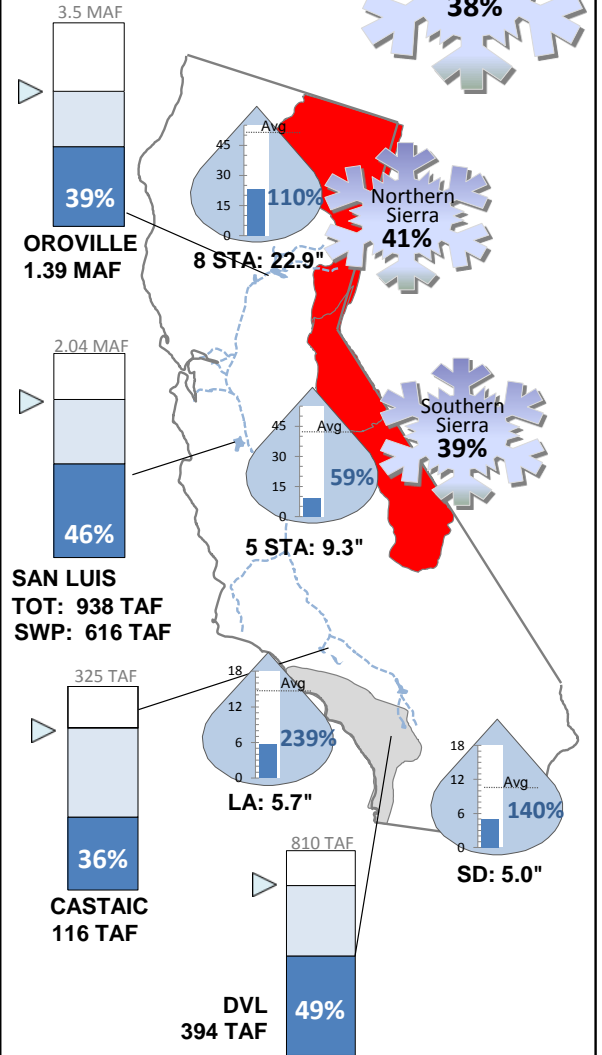 38%
3.5 MAF
39%
OROVILLE
1.39 MAF
45
30
15
0
Avg
110%
8 STA: 22.9"
Northern
Sierra
41%
2.04 MAF
46%
SAN LUIS
TOT: 938 TAF
SWP: 616 TAF
45
30
15
0
Avg
59%
5 STA: 9.3"
Southern
Sierra
39%
325 TAF
36%
CASTAIC
116 TAF
18
12
6
0
Avg
239%
LA: 5.7"
18
12
6
0
Avg
140%
SD: 5.0"
810 TAF
49%
DVL
394 TAF